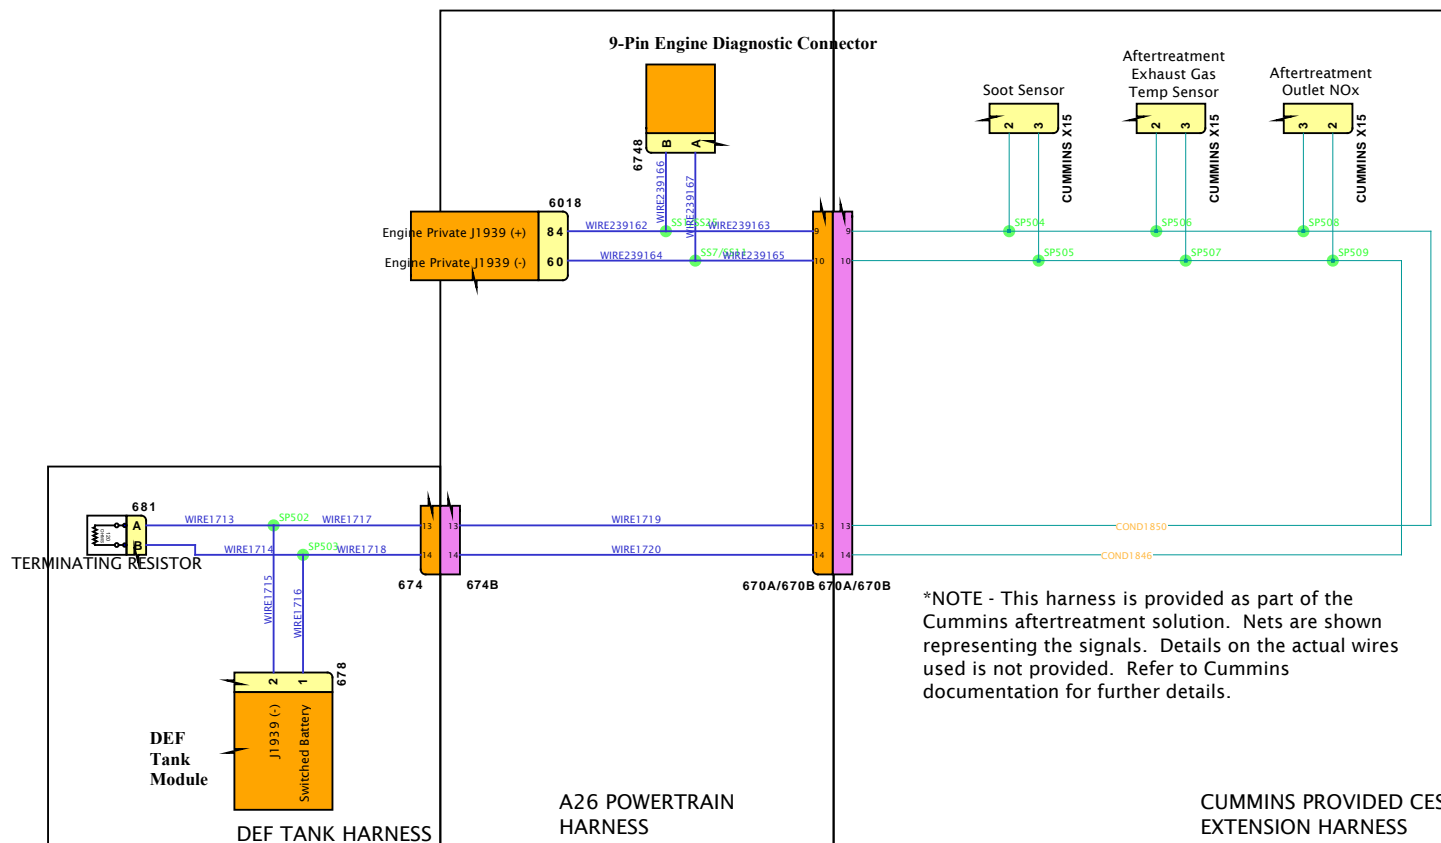 9-Pin Engine Diagnostic Connector
6748
B
A
WIRE239166
WIRE239167
6018
Engine Private J1939 (+)
84
WIRE239162
WIRE239163
9
9
Engine Private J1939 (-)
60
WIRE239164
WIRE239165
10
10
Soot Sensor
2
3
CUMMINS X15
Aftertreatment
Exhaust Gas
Temp Sensor
2
3
CUMMINS X15
Aftertreatment
Outlet NOx
3
2
CUMMINS X15
SP504
SP506
SP508
SP505
SP507
SP509
681
A
B
TERMINATING RESISTOR
WIRE1713
SP502
WIRE1717
13
13
WIRE1719
13
13
COND1850
WIRE1714
SP503
WIRE1718
14
14
WIRE1720
14
14
COND1846
674
674B
670A/670B
670A/670B
WIRE1715
WIRE1716
678
2
1
J1939 (-)
Switched Battery
DEF
Tank
Module
*NOTE - This harness is provided as part of the
Cummins aftertreatment solution. Nets are shown
representing the signals. Details on the actual wires
used is not provided. Refer to Cummins
documentation for further details.
DEF TANK HARNESS
A26 POWERTRAIN
HARNESS
CUMMINS PROVIDED CES
EXTENSION HARNESS